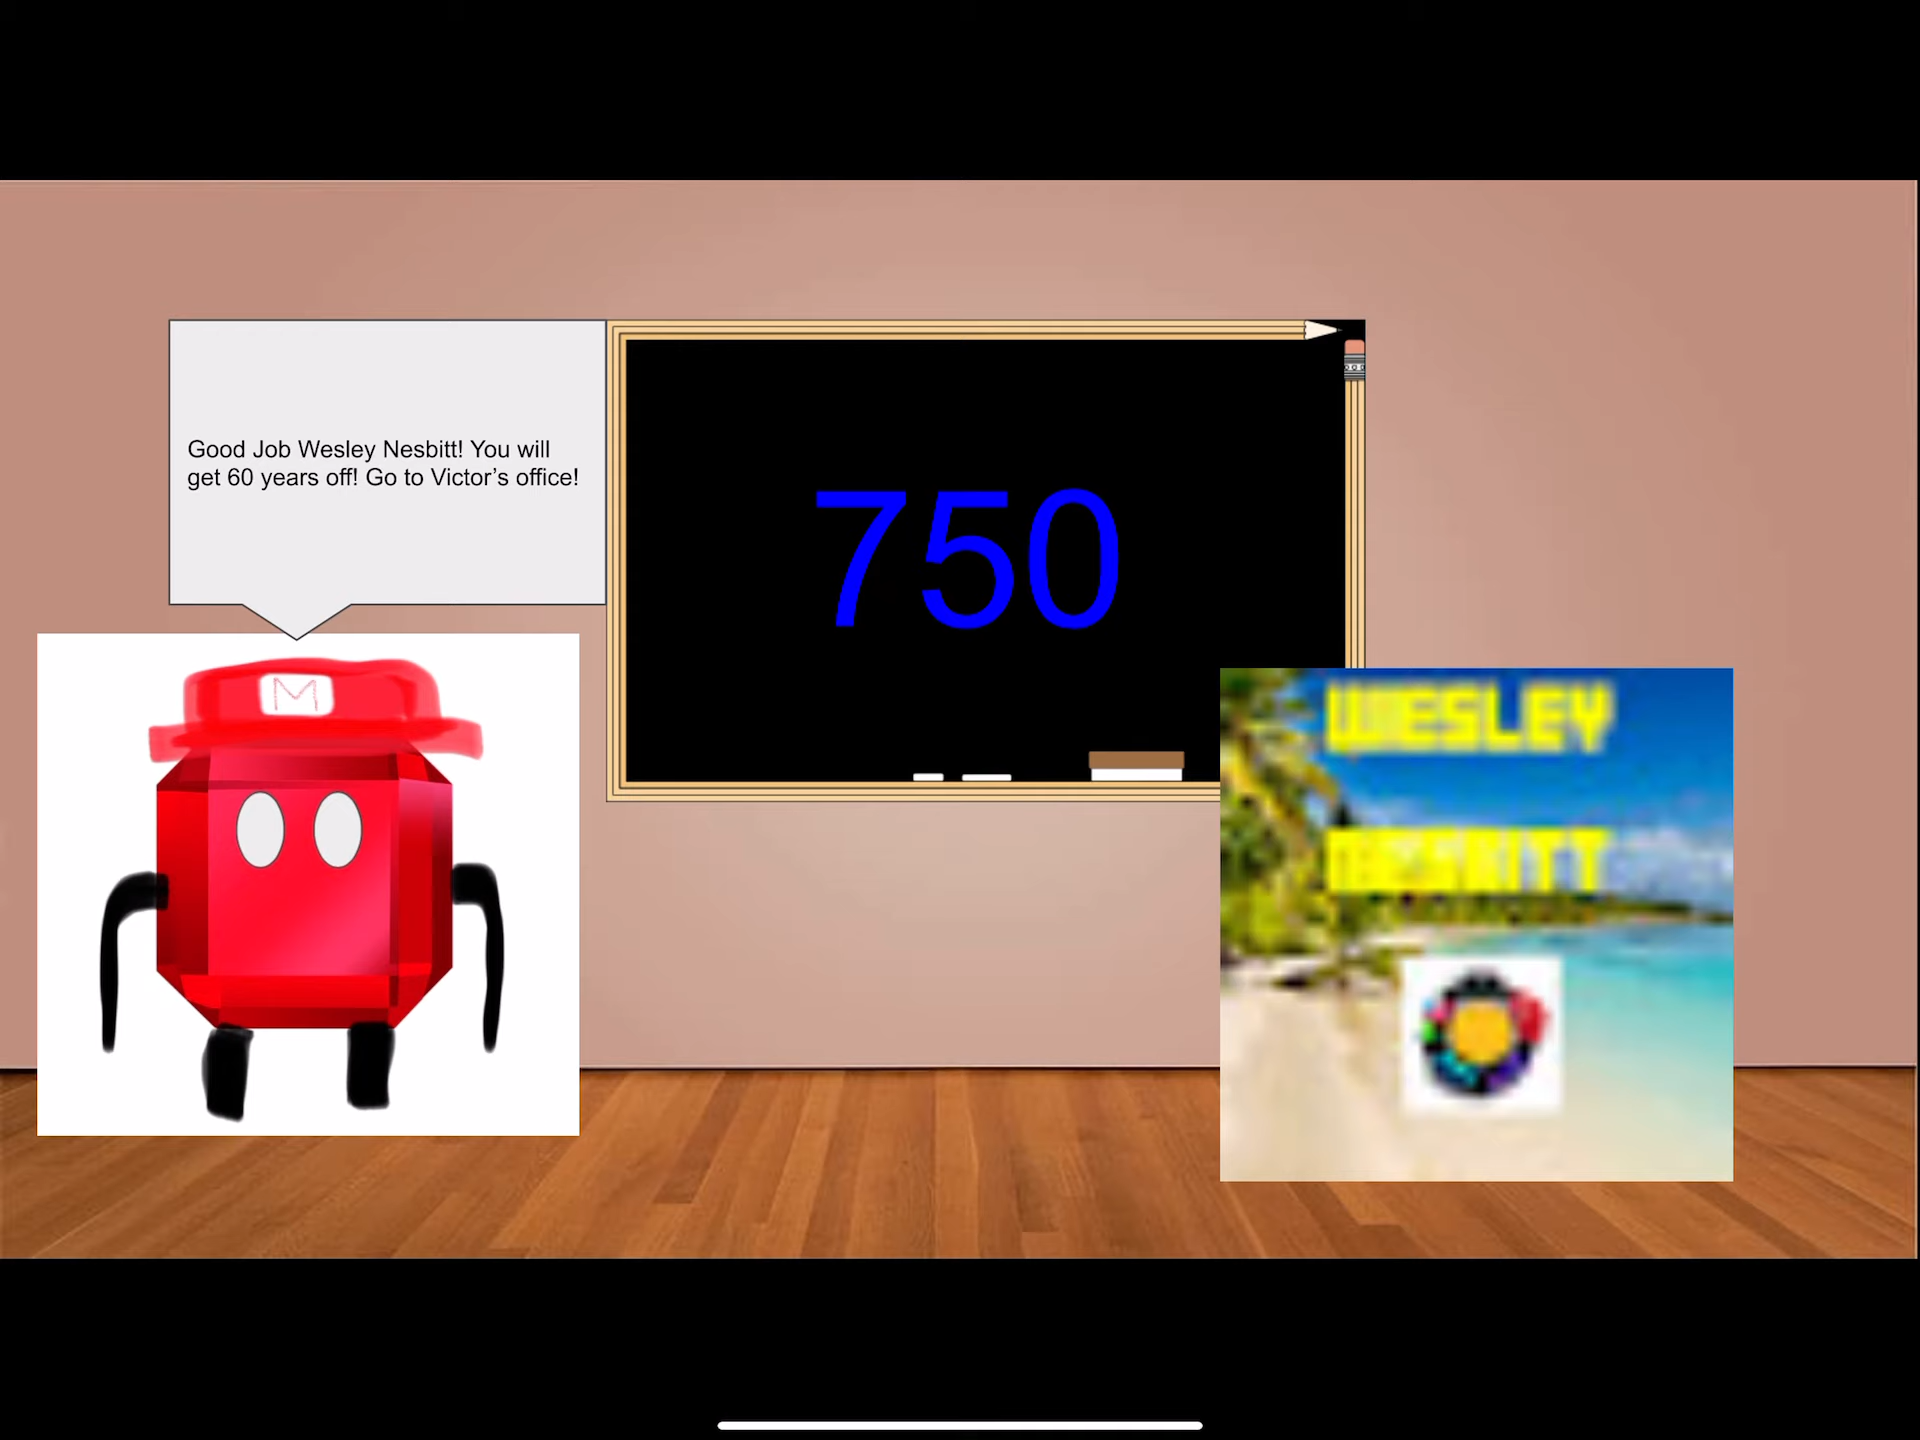 Good Job Wesley Nesbitt! You will
get 60 years off! Go to Victor’s office!
750
M
WESLEY
NESBITT